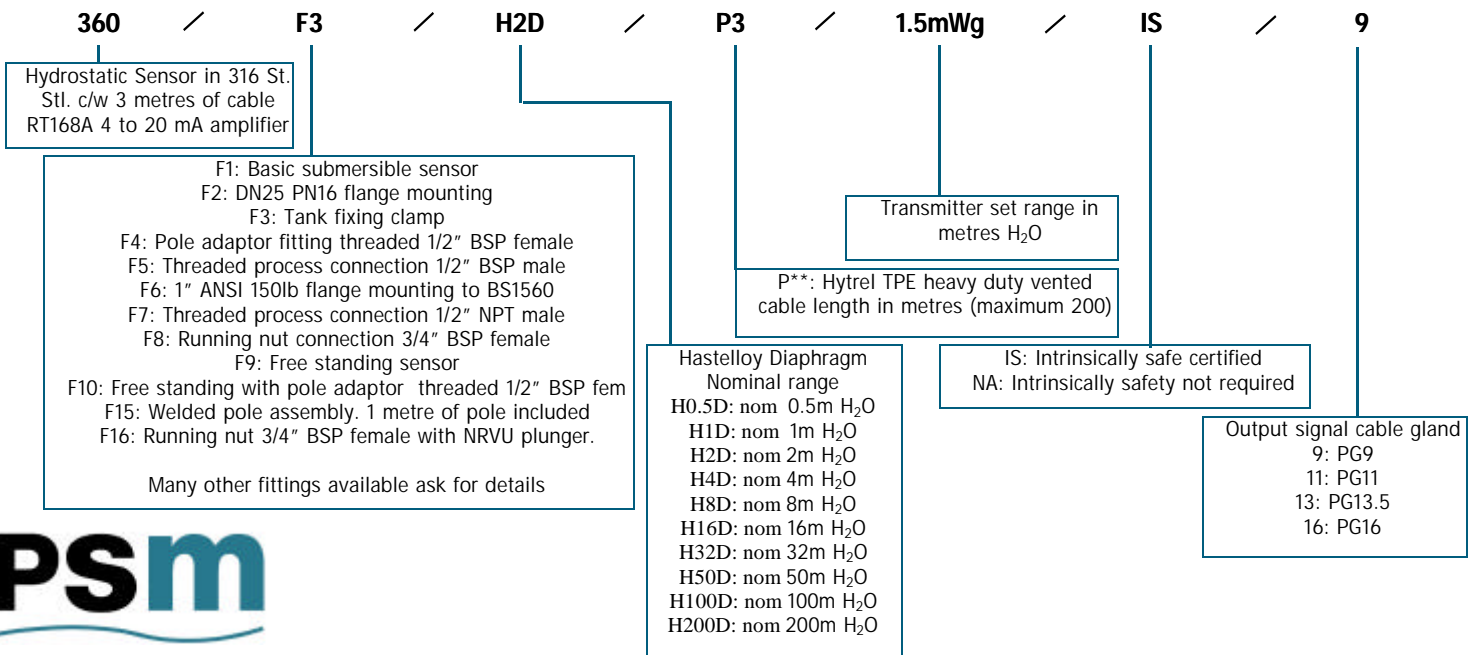 360 / F3 / H2D / P3 / 1.5mWg / IS / 9
Hydrostatic Sensor in 316 St.
Stl. c/w 3 metres of cable
RT168A 4 to 20 mA amplifier
F1: Basic submersible sensor
F2: DN25 PN16 flange mounting
F3: Tank fixing clamp
F4: Pole adaptor fitting threaded 1/2" BSP female
F5: Threaded process connection 1/2" BSP male
F6: 1" ANSI 150lb flange mounting to BS1560
F7: Threaded process connection 1/2" NPT male
F8: Running nut connection 3/4" BSP female
F9: Free standing sensor
F10: Free standing with pole adaptor threaded 1/2" BSP fem
F15: Welded pole assembly. 1 metre of pole included
F16: Running nut 3/4" BSP female with NRVU plunger.
Many other fittings available ask for details
Hastelloy Diaphragm
Nominal range
H0.5D: nom 0.5m H₂O
H1D: nom 1m H₂O
H2D: nom 2m H₂O
H4D: nom 4m H₂O
H8D: nom 8m H₂O
H16D: nom 16m H₂O
H32D: nom 32m H₂O
H50D: nom 50m H₂O
H100D: nom 100m H₂O
H200D: nom 200m H₂O
P**: Hytrel TPE heavy duty vented
cable length in metres (maximum 200)
Transmitter set range in
metres H₂O
IS: Intrinsically safe certified
NA: Intrinsically safety not required
Output signal cable gland
9: PG9
11: PG11
13: PG13.5
16: PG16
PSm